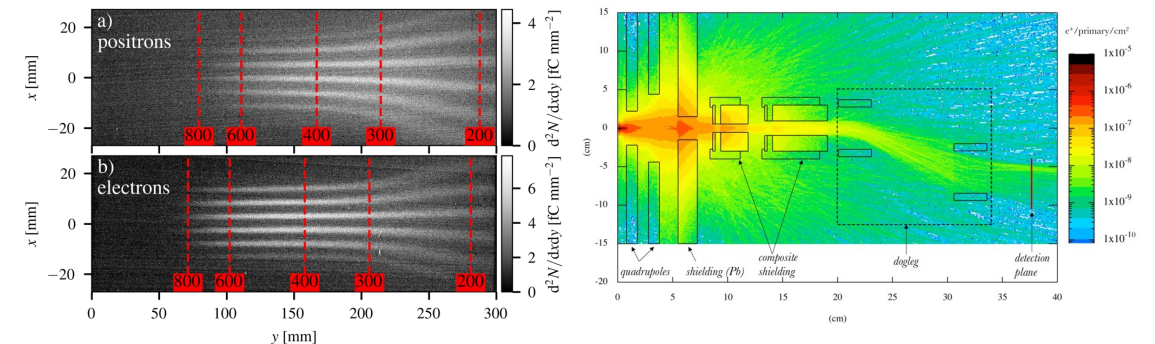 a)
positrons
20
0
−20
x [mm]
800 600 400 300 200
4
2
0
d²N/dxdy [fC mm⁻²]
b)
electrons
20
0
−20
x [mm]
800 600 400 300 200
6
4
2
0
d²N/dxdy [fC mm⁻²]
0 50 100 150 200 250 300
y [mm]
15
10
5
0
-5
-10
-15
-20
(cm)
quadrupoles
shielding (Pb)
composite
shielding
dogleg
detection
plane
0 5 10 15 20 25 30 35 40
(cm)
e⁺/primary/cm²
1x10⁻⁵
1x10⁻⁶
1x10⁻⁷
1x10⁻⁸
1x10⁻⁹
1x10⁻¹⁰